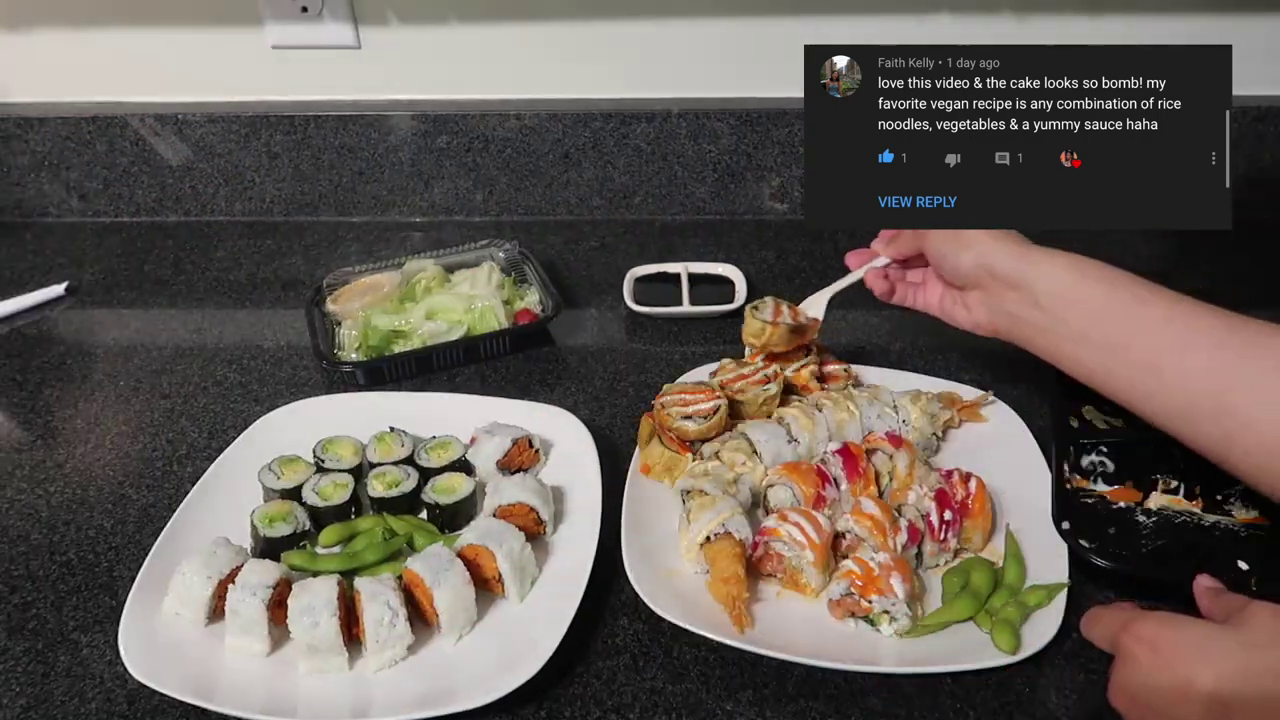 Faith Kelly • 1 day ago
love this video & the cake looks so bomb! my
favorite vegan recipe is any combination of rice
noodles, vegetables & a yummy sauce haha
1
1
VIEW REPLY